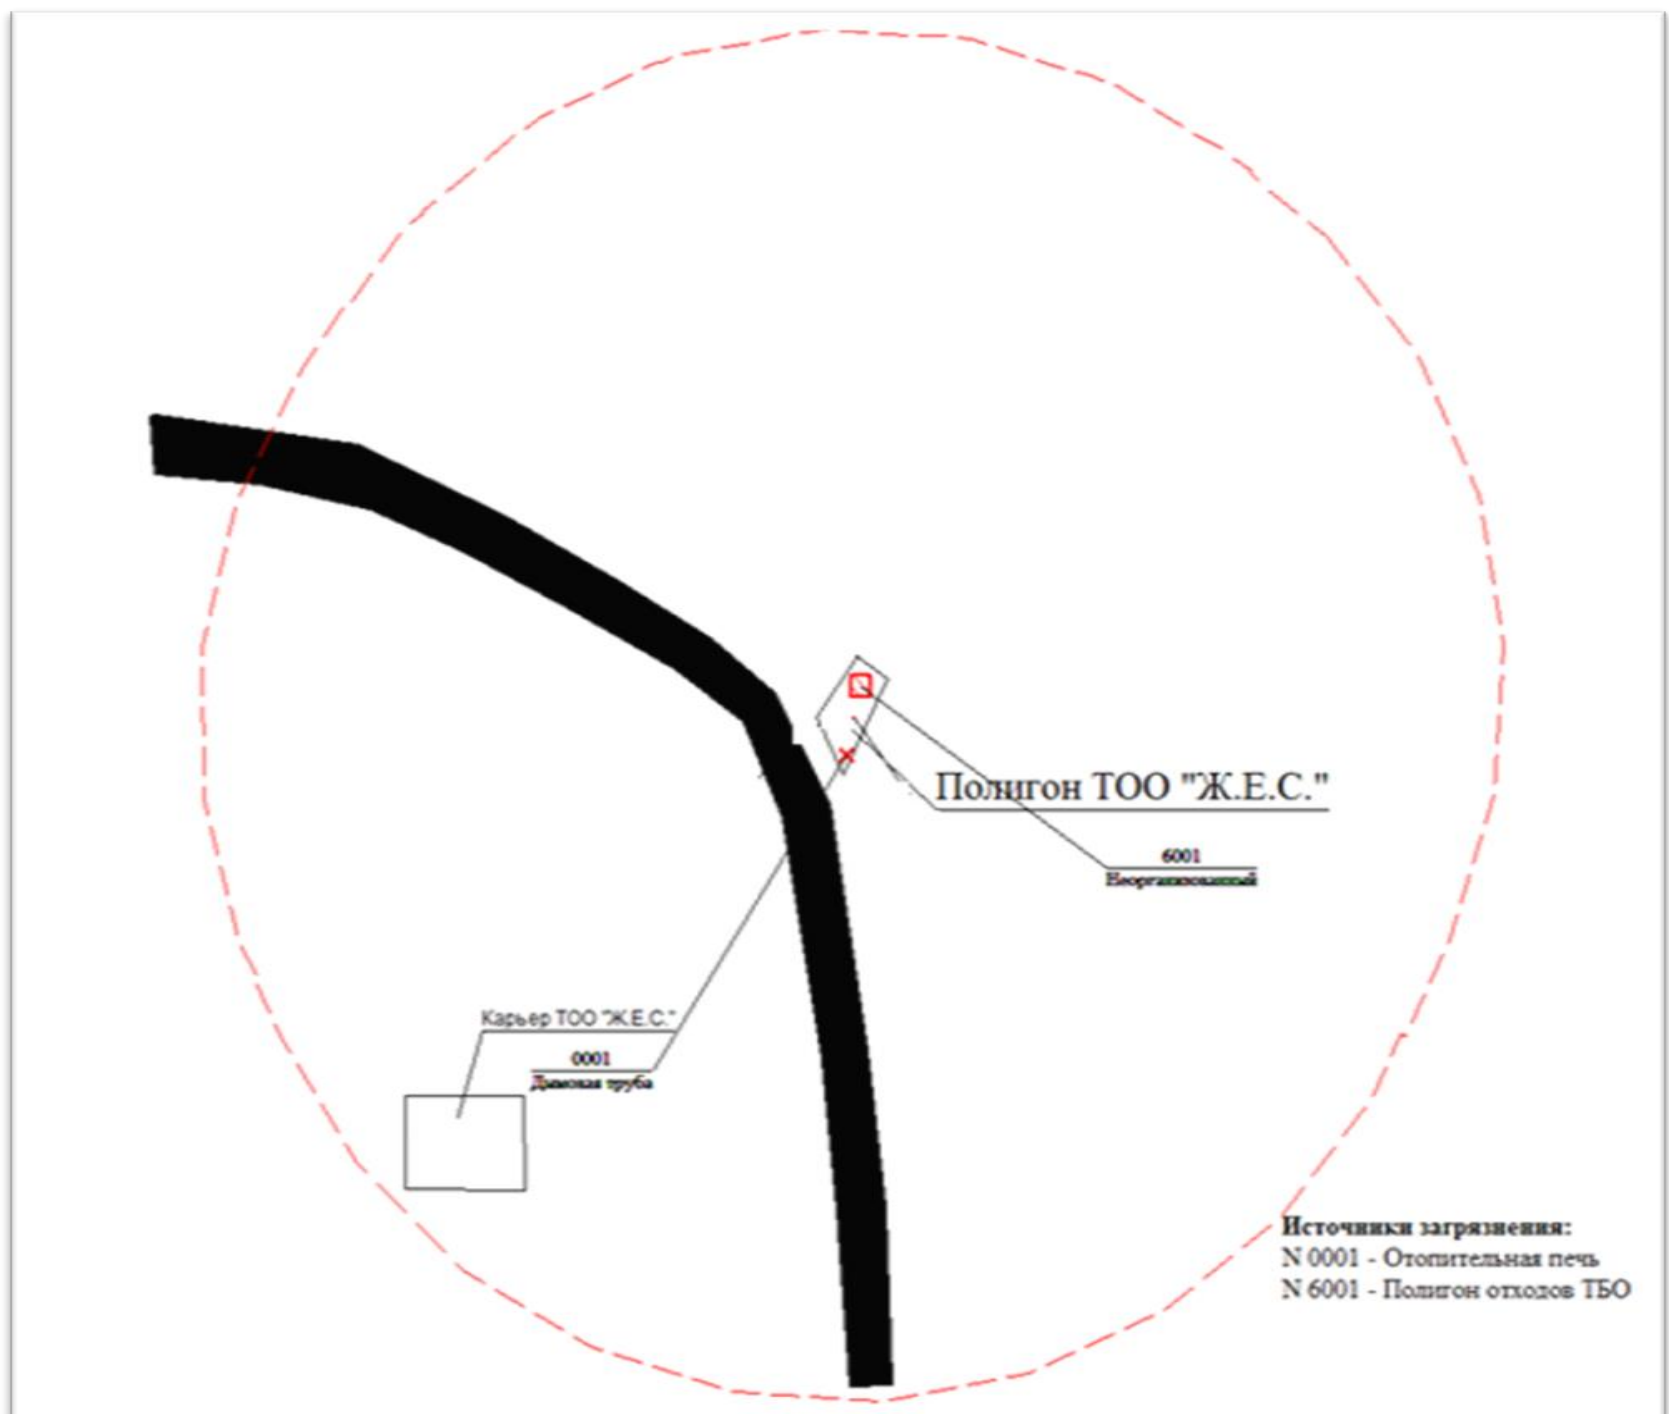 Полигон ТОО "Ж.Е.С."
6001
Неорганизованный
Карьер ТОО "Ж.Е.С."
0001
Дымовая труба
Источники загрязнения:
N 0001 - Отопительная печь
N 6001 - Полигон отходов ТБО